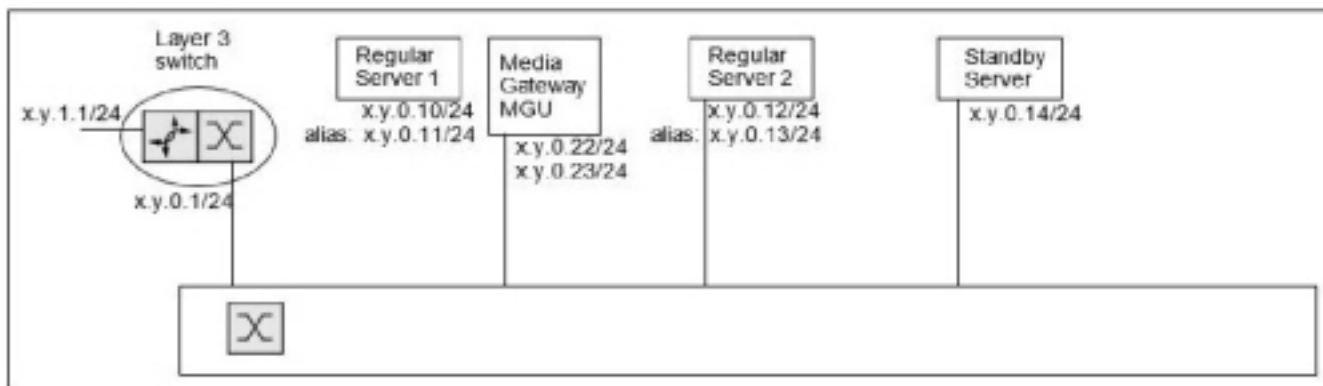 Layer 3
switch
x.y.1.1/24
x.y.0.1/24
Regular
Server 1
x.y.0.10/24
alias: x.y.0.11/24
Media
Gateway
MGU
x.y.0.22/24
x.y.0.23/24
Regular
Server 2
x.y.0.12/24
alias: x.y.0.13/24
Standby
Server
x.y.0.14/24